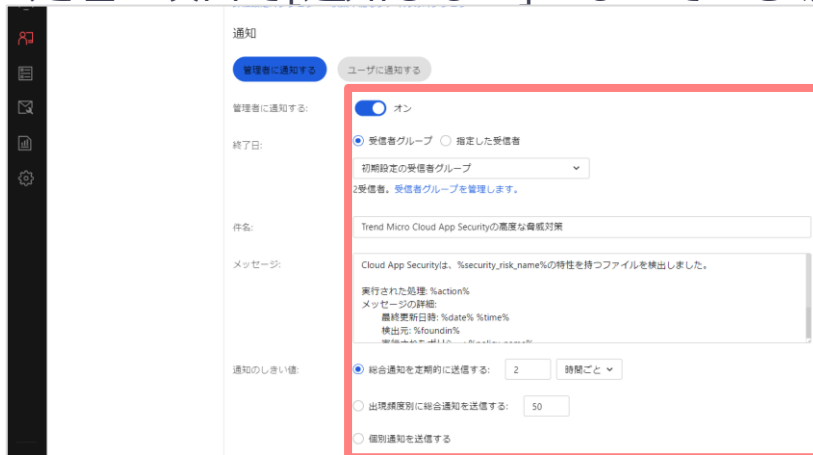 通知
管理者に通知する ユーザに通知する
管理者に通知する: オン
終了日: 受信者グループ 指定した受信者
初期設定の受信者グループ
2受信者。受信者グループを管理します。
件名: Trend Micro Cloud App Securityの高度な脅威対策
メッセージ: Cloud App Securityは、%security_risk_name%の特性を持つファイルを検出しました。
実行された処理: %action%
メッセージの詳細:
最終更新日時: %date% %time%
検出元: %foundin%
通知のしきい値: 総合通知を定期的に送信する: 2 時間ごと
出現頻度別に総合通知を送信する: 50
個別通知を送信する